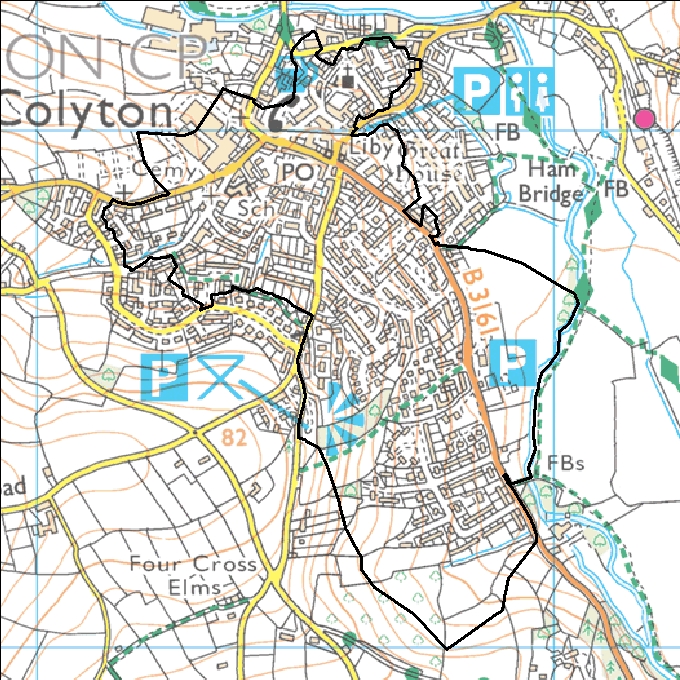 ON CP
Colyton
P
FB
Liby Great
House
Cemy
PO
Ham
Bridge
FB
Sch
B 3161
P
P
82
FBs
ad
Four Cross
Elms